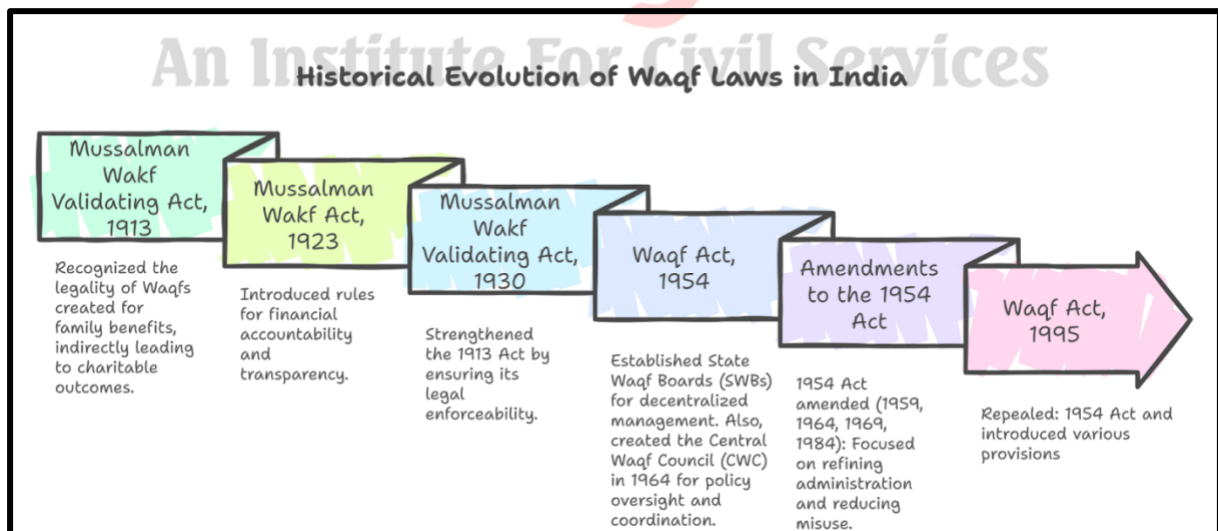 An Institute For Civil Services
Historical Evolution of Waqf Laws in India
Mussalman
Wakf
Validating Act,
1913
Recognized the
legality of Waqfs
created for
family benefits,
indirectly leading
to charitable
outcomes.
Mussalman
Wakf Act,
1923
Introduced rules
for financial
accountability
and
transparency.
Mussalman
Wakf
Validating Act,
1930
Strengthened
the 1913 Act by
ensuring its
legal
enforceability.
Waqf Act,
1954
Established State
Waqf Boards (SWBs)
for decentralized
management. Also,
created the Central
Waqf Council (CWC)
in 1964 for policy
oversight and
coordination.
Amendments
to the 1954
Act
1954 Act
amended (1959,
1964, 1969,
1984): Focused
on refining
administration
and reducing
misuse.
Waqf Act,
1995
Repealed: 1954 Act and
introduced various
provisions